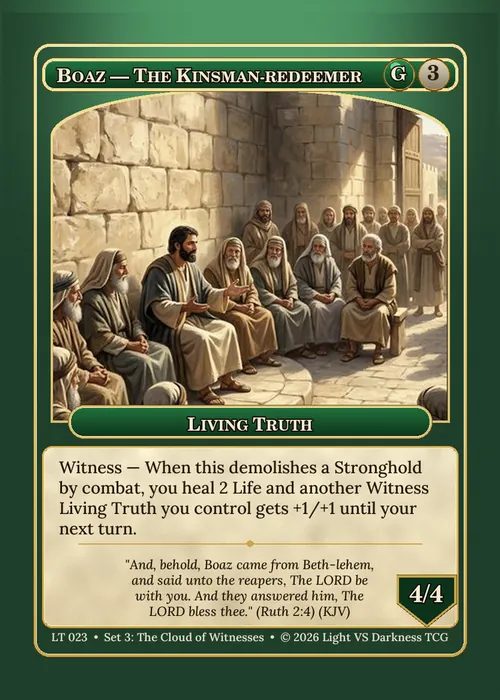 Boaz — The Kinsman-redeemer G 3
Living Truth
Witness — When this demolishes a Stronghold
by combat, you heal 2 Life and another Witness
Living Truth you control gets +1/+1 until your
next turn.
"And, behold, Boaz came from Beth-lehem,
and said unto the reapers, The LORD be
with you. And they answered him, The
LORD bless thee." (Ruth 2:4) (KJV)
4/4
LT 023 • Set 3: The Cloud of Witnesses • © 2026 Light VS Darkness TCG